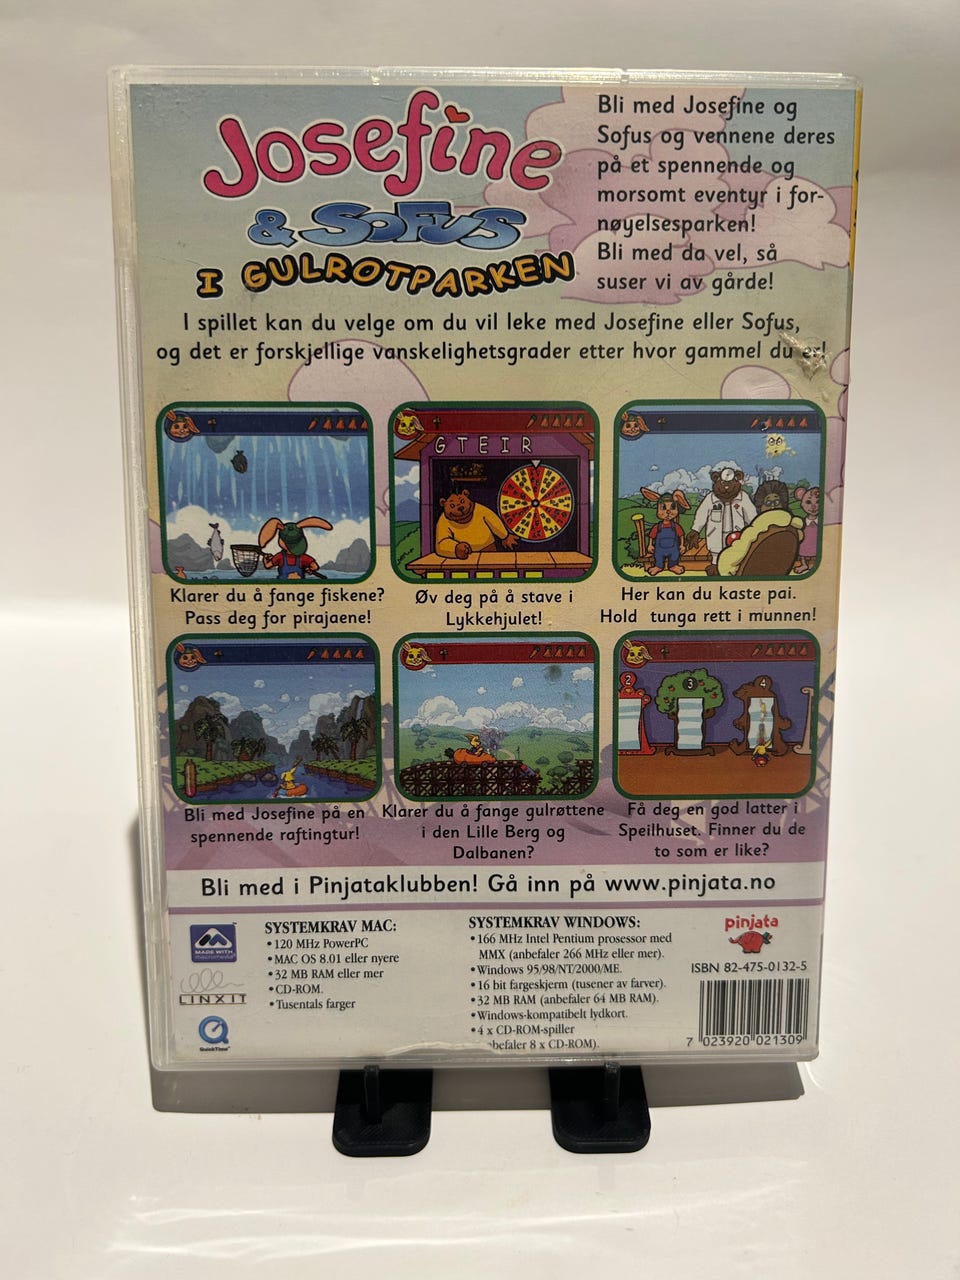 Josefine
& SOFUS
I GULROTPARKEN
Bli med Josefine og
Sofus og vennene deres
på et spennende og
morsomt eventyr i for-
nøyelsesparken!
Bli med da vel, så
suser vi av gårde!
I spillet kan du velge om du vil leke med Josefine eller Sofus,
og det er forskjellige vanskelighetsgrader etter hvor gammel du er!
GTEIR
Klarer du å fange fiskene?
Pass deg for pirajaene!
Øv deg på å stave i
Lykkehjulet!
Her kan du kaste pai.
Hold tunga rett i munnen!
2
3
4
Bli med Josefine på en
spennende raftingtur!
Klarer du å fange gulrøttene
i den Lille Berg og
Dalbanen?
Få deg en god latter i
Speilhuset. Finner du de
to som er like?
Bli med i Pinjataklubben! Gå inn på www.pinjata.no
MADE WITH
macromedia
LINXIT
QuickTime
SYSTEMKRAV MAC:
• 120 MHz PowerPC
• MAC OS 8.01 eller nyere
• 32 MB RAM eller mer
• CD-ROM.
• Tusentals farger
SYSTEMKRAV WINDOWS:
• 166 MHz Intel Pentium prosessor med
MMX (anbefaler 266 MHz eller mer).
• Windows 95/98/NT/2000/ME.
• 16 bit fargeskjerm (tusener av farver).
• 32 MB RAM (anbefaler 64 MB RAM).
• Windows-kompatibelt lydkort.
• 4 x CD-ROM-spiller
nbefaler 8 x CD-ROM).
pinjata
ISBN 82-475-0132-5
7 023920 021309